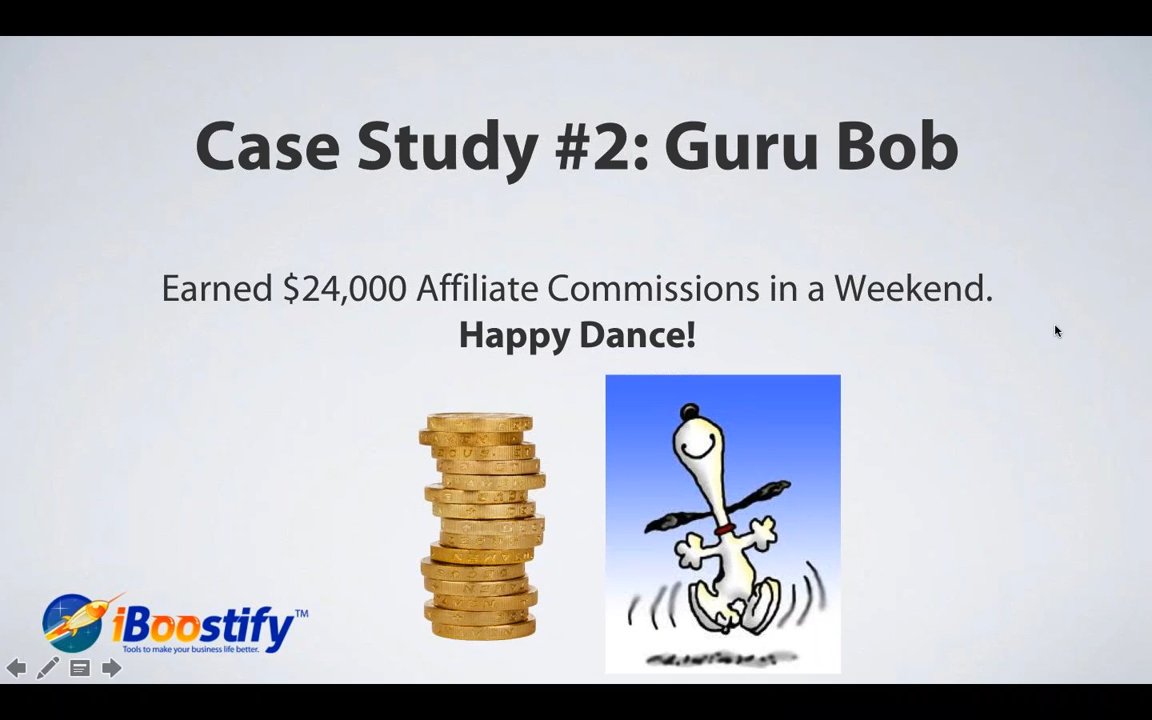 Case Study #2: Guru Bob
Earned $24,000 Affiliate Commissions in a Weekend.
Happy Dance!
iBoostify™
Tools to make your business life better.